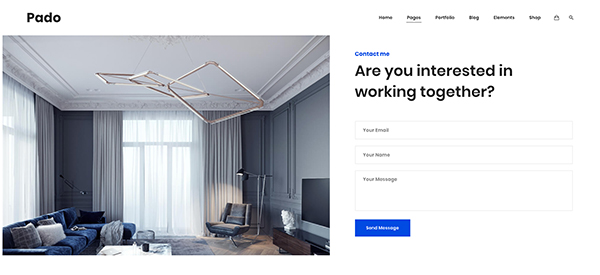 Pado
Home Pages Portfolio Blog Elements Shop
Contact me
Are you interested in
working together?
Your Email
Your Name
Your Message
Send Message